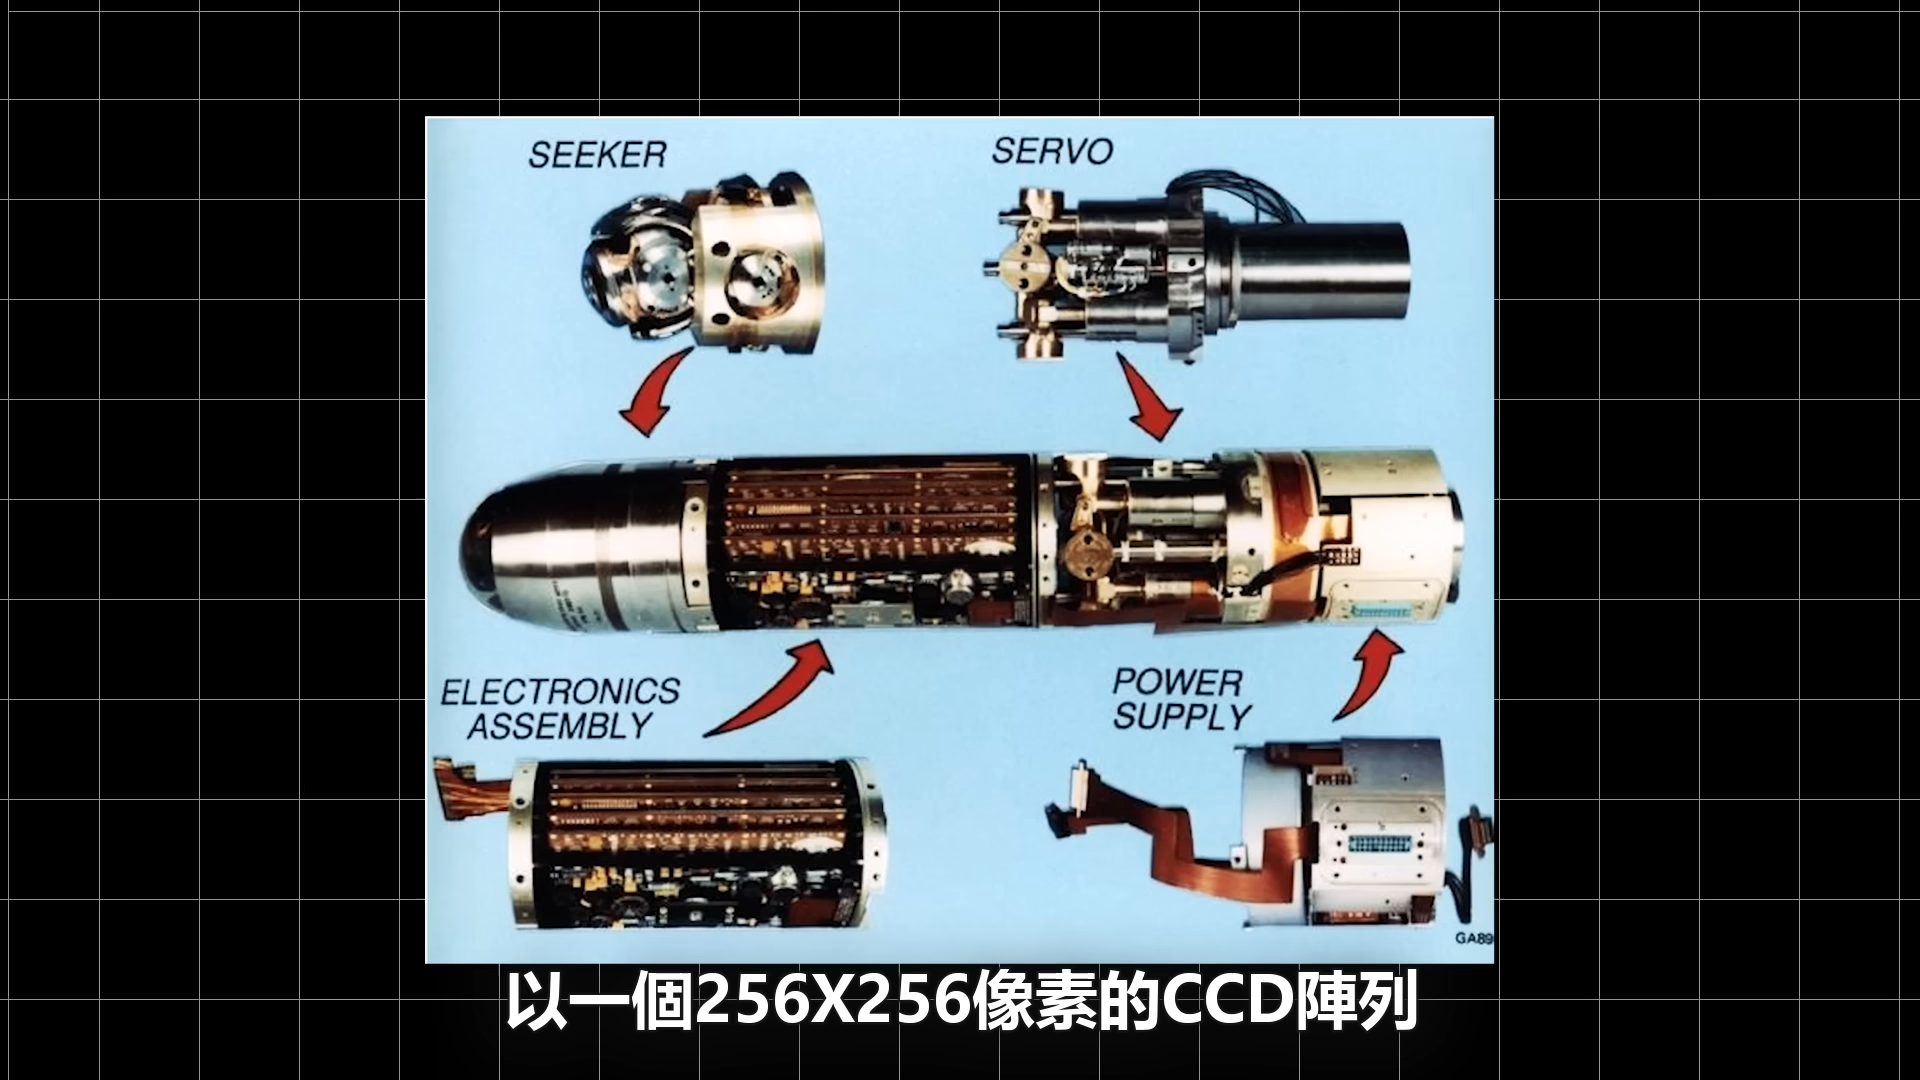 SEEKER
SERVO
ELECTRONICS
ASSEMBLY
POWER
SUPPLY
GA89
以一個256X256像素的CCD陣列